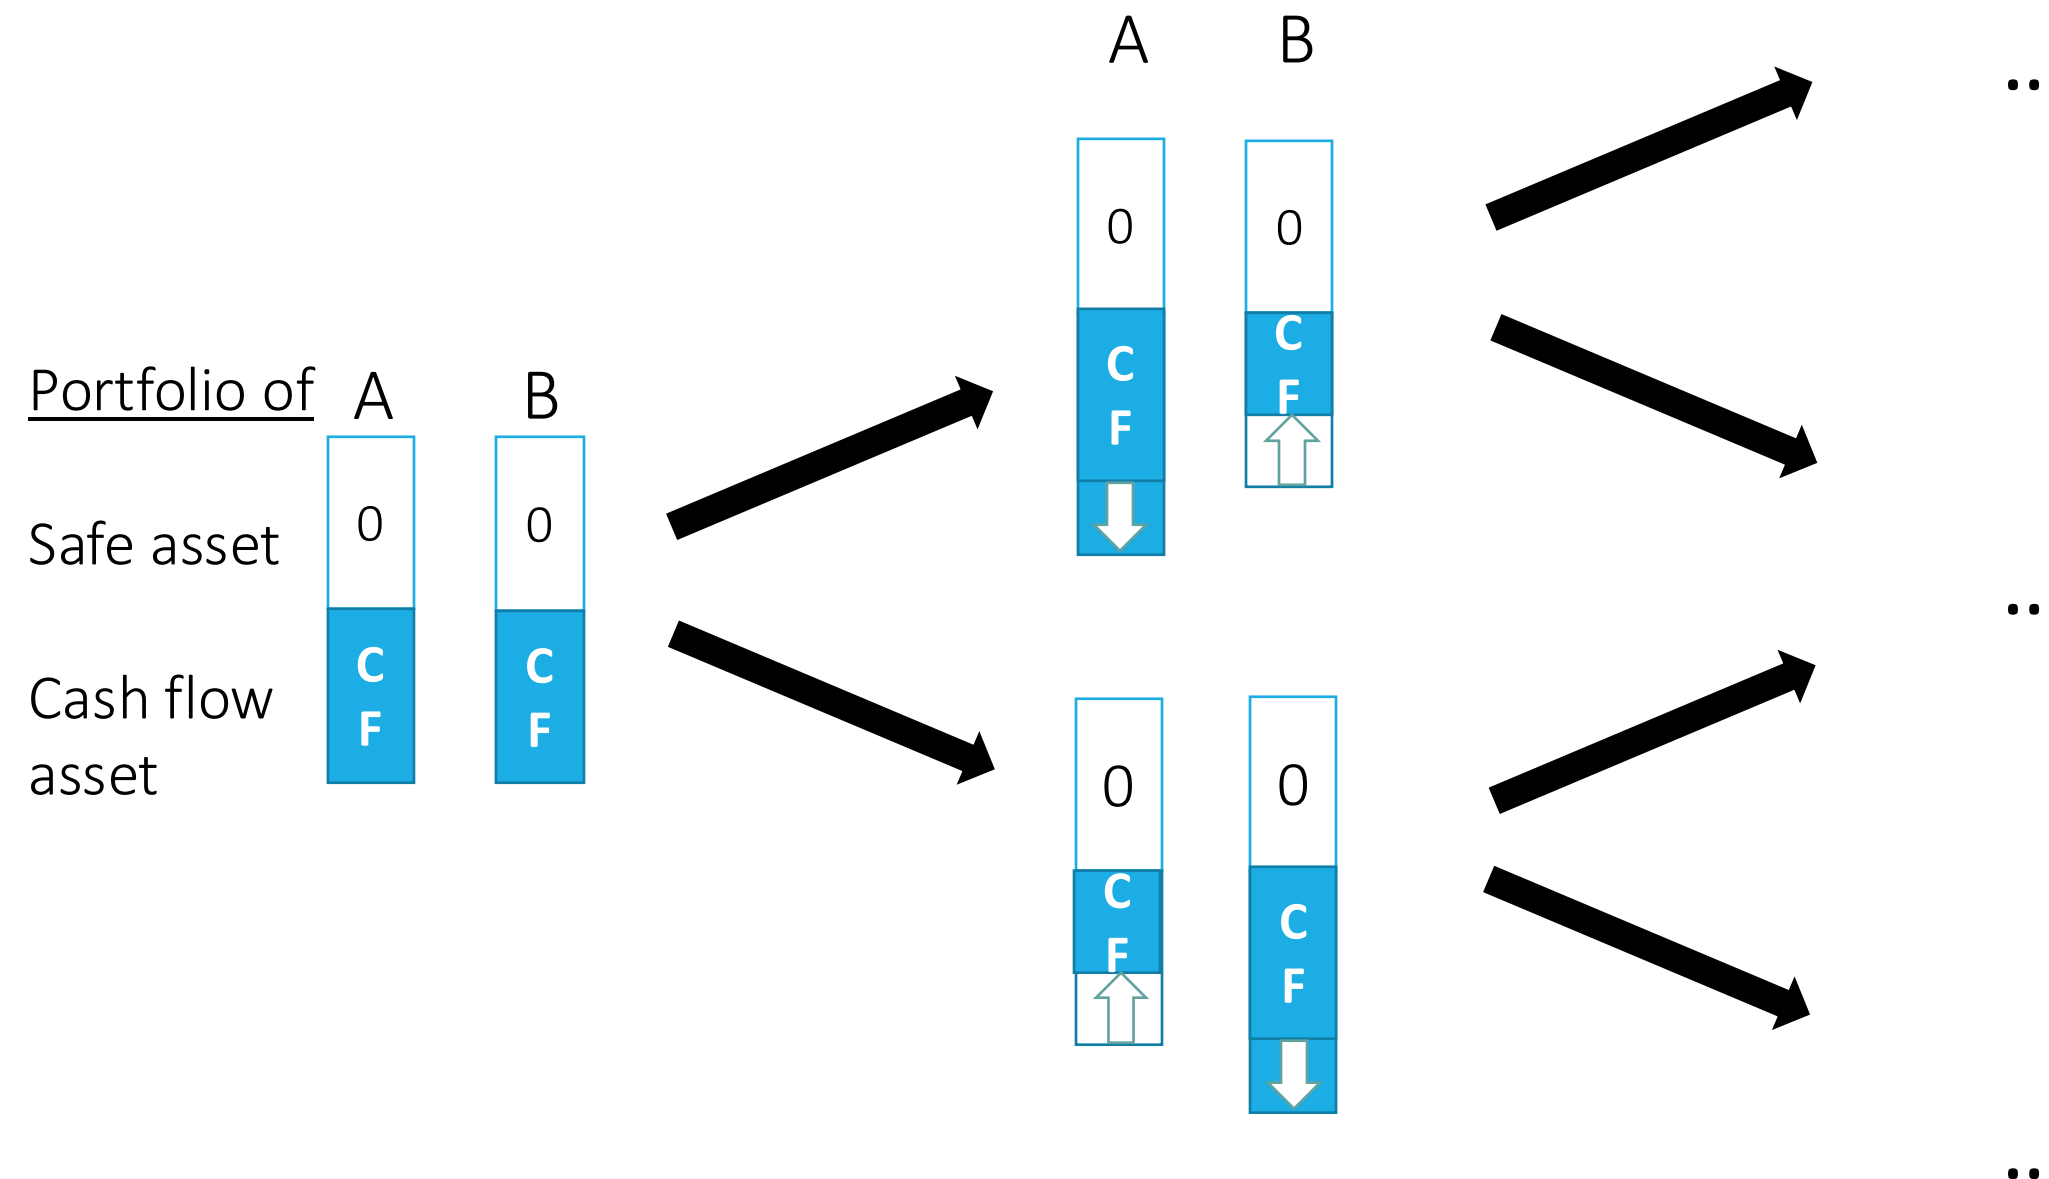 A B
..
0 0
C C
F F
Portfolio of A B
0 0
Safe asset
..
C C
F F
Cash flow
asset
0 0
C C
F F
..